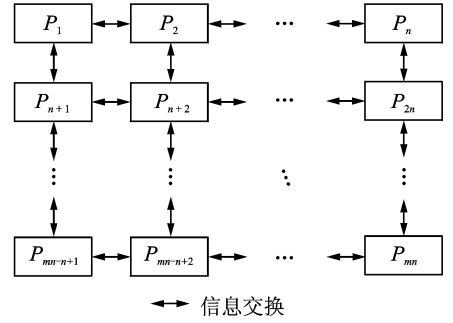 P₁ P₂ ··· Pₙ
Pₙ₊₁ Pₙ₊₂ ··· P₂ₙ
⋮ ⋮ ⋱ ⋮
Pₘₙ₋ₙ₊₁ Pₘₙ₋ₙ₊₂ ··· Pₘₙ
信息交换